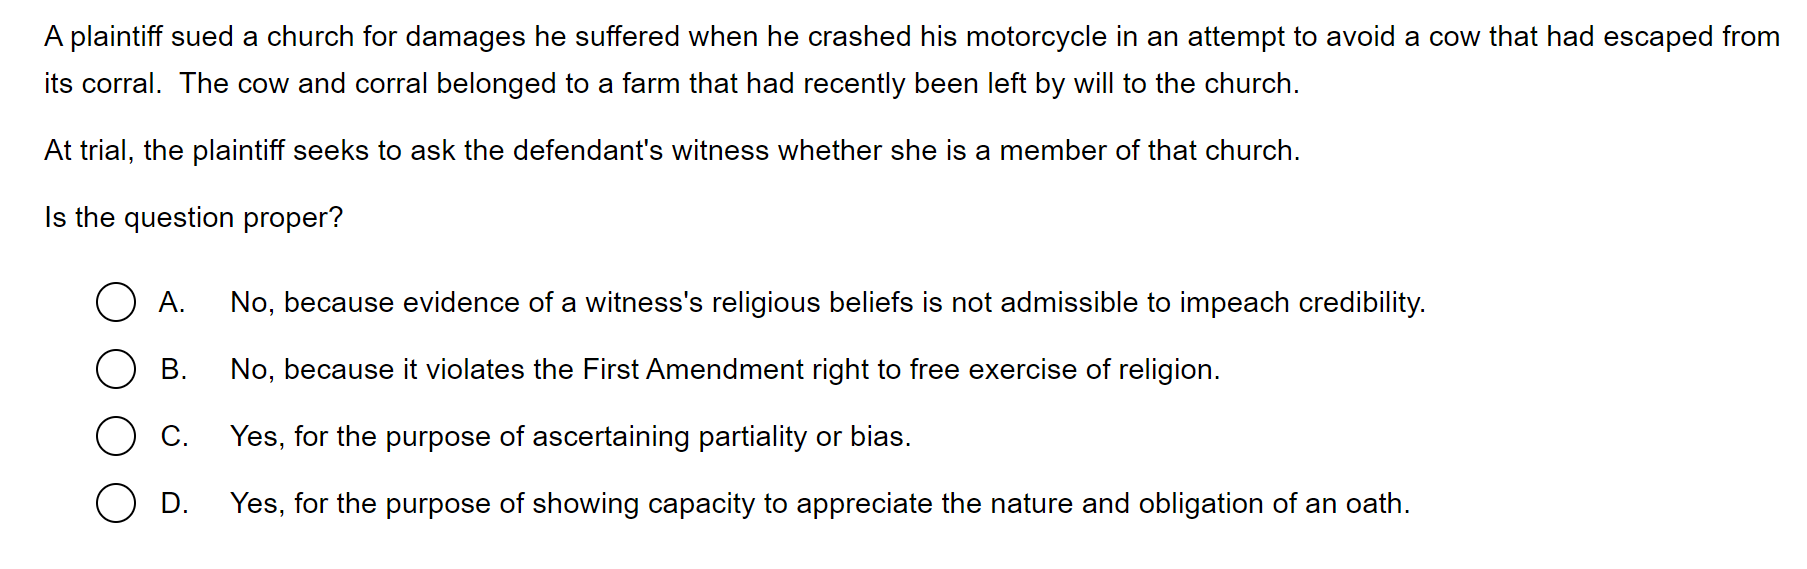 A plaintiff sued a church for damages he suffered when he crashed his motorcycle in an attempt to avoid a cow that had escaped from
its corral.  The cow and corral belonged to a farm that had recently been left by will to the church.
At trial, the plaintiff seeks to ask the defendant's witness whether she is a member of that church.
Is the question proper?
A. No, because evidence of a witness's religious beliefs is not admissible to impeach credibility.
B. No, because it violates the First Amendment right to free exercise of religion.
C. Yes, for the purpose of ascertaining partiality or bias.
D. Yes, for the purpose of showing capacity to appreciate the nature and obligation of an oath.